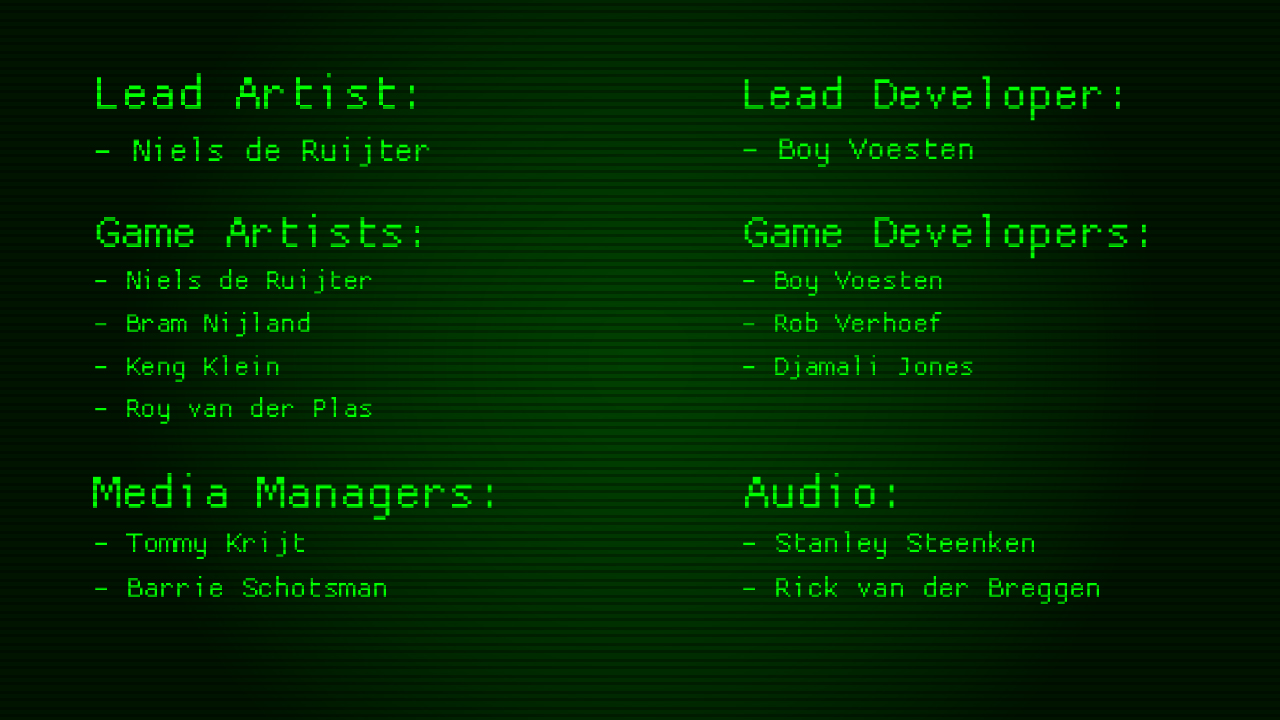 Lead Artist:
- Niels de Ruijter
Game Artists:
- Niels de Ruijter
- Bram Nijland
- Keng Klein
- Roy van der Plas
Media Managers:
- Tommy Krijt
- Barrie Schotsman
Lead Developer:
- Boy Voesten
Game Developers:
- Boy Voesten
- Rob Verhoef
- Djamali Jones
Audio:
- Stanley Steenken
- Rick van der Breggen